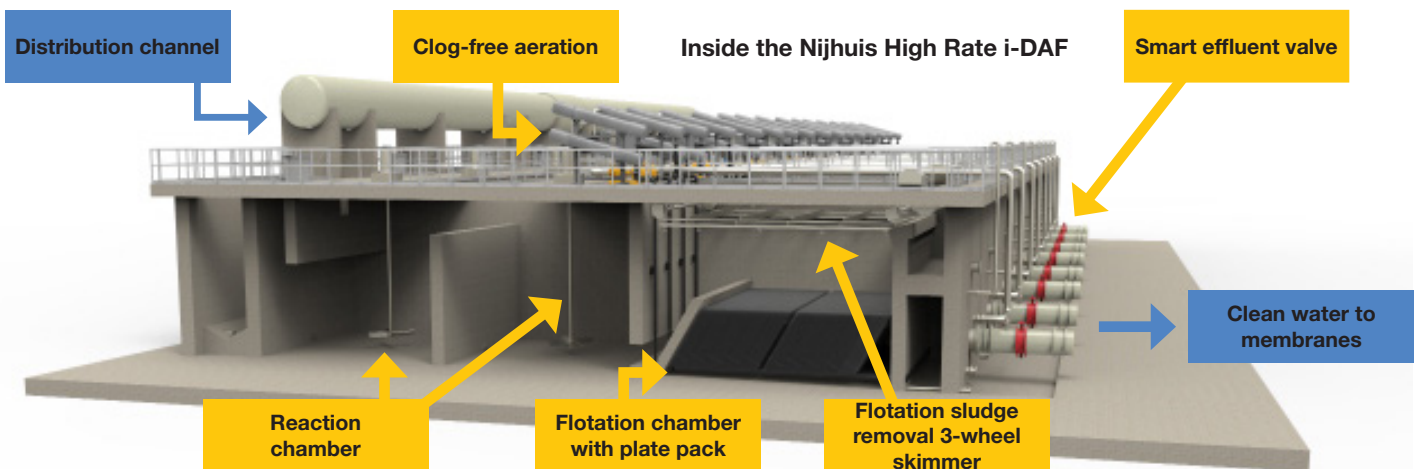 Distribution channel
Clog-free aeration
Inside the Nijhuis High Rate i-DAF
Smart effluent valve
Clean water to
membranes
Reaction
chamber
Flotation chamber
with plate pack
Flotation sludge
removal 3-wheel
skimmer